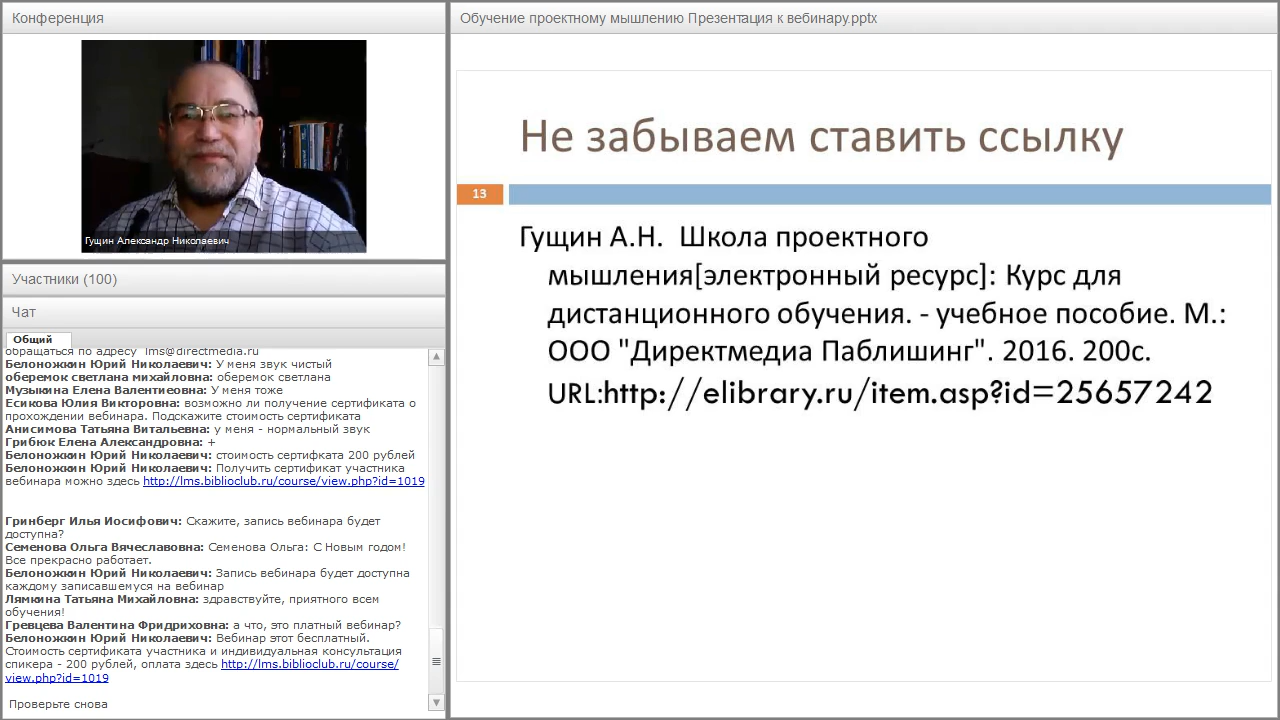 Конференция
Гущин Александр Николаевич
Участники (100)
Чат
Общий
обращаться по адресу lms@directmedia.ru
Белоножкин Юрий Николаевич: У меня звук чистый
оберемок светлана михайловна: оберемок светлана
Музыкина Елена Валентиеовна: У меня тоже
Есикова Юлия Викторовна: возможно ли получение сертификата о
прохождении вебинара. Подскажите стоимость сертификата
Анисимова Татьяна Витальевна: у меня - нормальный звук
Грибюк Елена Александровна: +
Белоножкин Юрий Николаевич: стоимость сертифката 200 рублей
Белоножкин Юрий Николаевич: Получить сертификат участника
вебинара можно здесь http://lms.biblioclub.ru/course/view.php?id=1019
Гринберг Илья Иосифович: Скажите, запись вебинара будет
доступна?
Семенова Ольга Вячеславовна: Семенова Ольга: С Новым годом!
Все прекрасно работает.
Белоножкин Юрий Николаевич: Запись вебинара будет доступна
каждому записавшемуся на вебинар
Лямкина Татьяна Михайловна: здравствуйте, приятного всем
обучения!
Гревцева Валентина Фридриховна: а что, это платный вебинар?
Белоножкин Юрий Николаевич: Вебинар этот бесплатный.
Стоимость сертификата участника и индивидуальная консультация
спикера - 200 рублей, оплата здесь http://lms.biblioclub.ru/course/
view.php?id=1019
Проверьте снова
Обучение проектному мышлению Презентация к вебинару.pptx
Не забываем ставить ссылку
13
Гущин А.Н. Школа проектного
мышления[электронный ресурс]: Курс для
дистанционного обучения. - учебное пособие. М.:
ООО "Директмедиа Паблишинг". 2016. 200с.
URL:http://elibrary.ru/item.asp?id=25657242